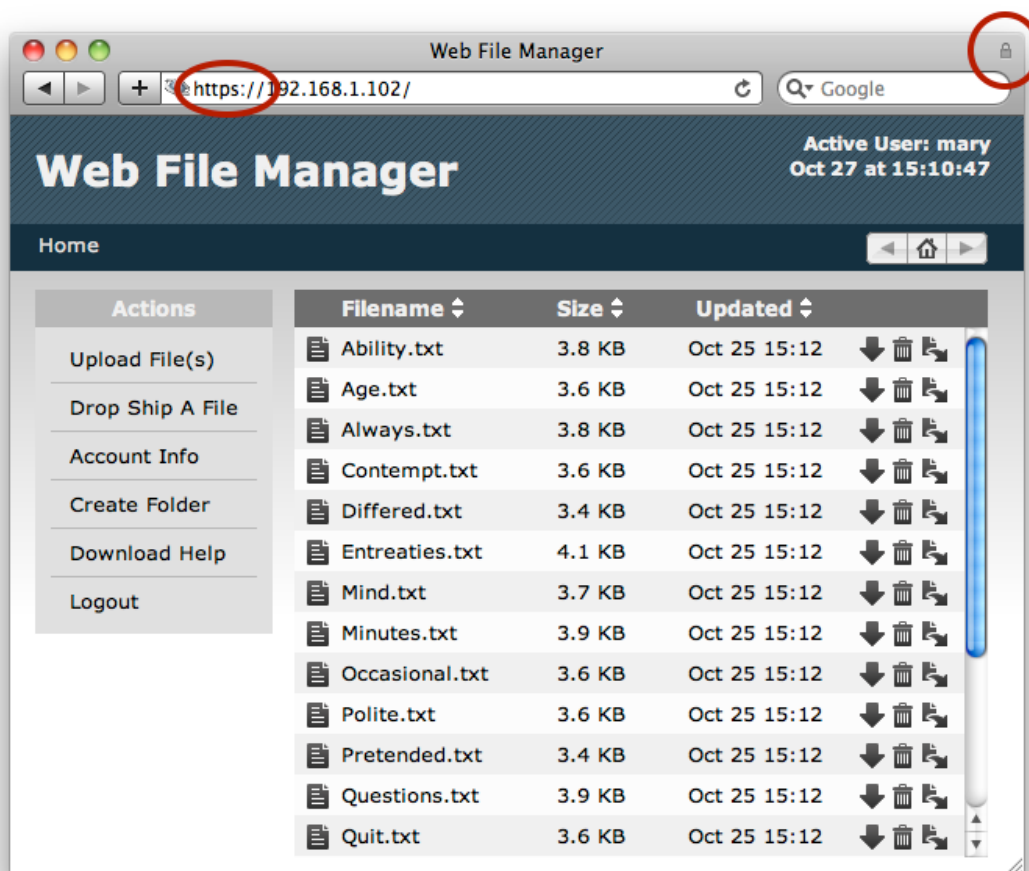 Web File Manager
https://192.168.1.102/
Google
Web File Manager
Active User: mary
Oct 27 at 15:10:47
Home
Actions
Upload File(s)
Drop Ship A File
Account Info
Create Folder
Download Help
Logout
Filename Size Updated
Ability.txt 3.8 KB Oct 25 15:12
Age.txt 3.6 KB Oct 25 15:12
Always.txt 3.8 KB Oct 25 15:12
Contempt.txt 3.6 KB Oct 25 15:12
Differed.txt 3.4 KB Oct 25 15:12
Entreaties.txt 4.1 KB Oct 25 15:12
Mind.txt 3.7 KB Oct 25 15:12
Minutes.txt 3.9 KB Oct 25 15:12
Occasional.txt 3.6 KB Oct 25 15:12
Polite.txt 3.6 KB Oct 25 15:12
Pretended.txt 3.4 KB Oct 25 15:12
Questions.txt 3.9 KB Oct 25 15:12
Quit.txt 3.6 KB Oct 25 15:12